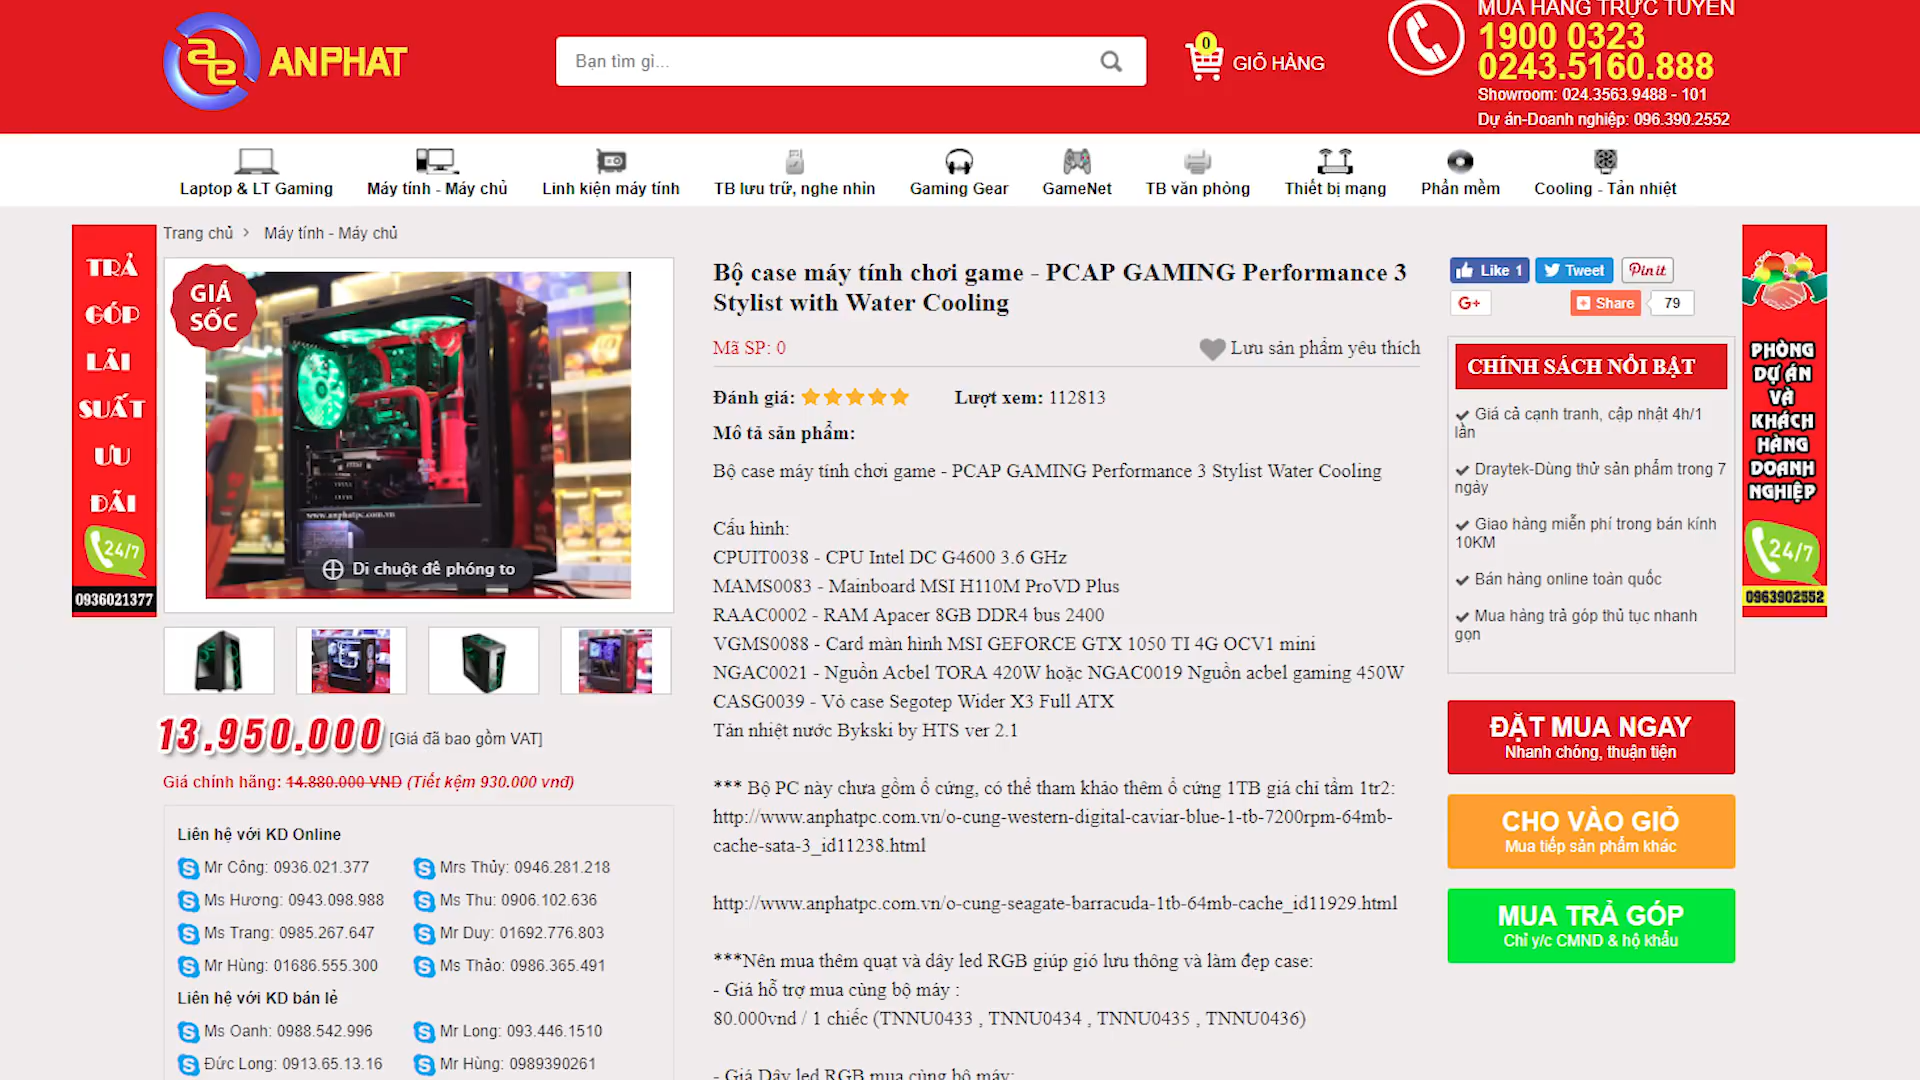 ANPHAT
Bạn tìm gì...
0
GIỎ HÀNG
MUA HÀNG TRỰC TUYẾN
1900 0323
0243.5160.888
Showroom: 024.3563.9488 - 101
Dự án-Doanh nghiệp: 096.390.2552
Laptop & LT Gaming
Máy tính - Máy chủ
Linh kiện máy tính
TB lưu trữ, nghe nhìn
Gaming Gear
GameNet
TB văn phòng
Thiết bị mạng
Phần mềm
Cooling - Tản nhiệt
TRẢ
GÓP
LÃI
SUẤT
ƯU
ĐÃI
24/7
0936021377
Trang chủ > Máy tính - Máy chủ
GIÁ
SỐC
www.anphatpc.com.vn
Di chuột để phóng to
13.950.000 [Giá đã bao gồm VAT]
Giá chính hãng: 14.880.000 VNĐ (Tiết kệm 930.000 vnđ)
Liên hệ với KD Online
Mr Công: 0936.021.377
Mrs Thủy: 0946.281.218
Ms Hương: 0943.098.988
Ms Thu: 0906.102.636
Ms Trang: 0985.267.647
Mr Duy: 01692.776.803
Mr Hùng: 01686.555.300
Ms Thảo: 0986.365.491
Liên hệ với KD bán lẻ
Ms Oanh: 0988.542.996
Mr Long: 093.446.1510
Đức Long: 0913.65.13.16
Mr Hùng: 0989390261
Bộ case máy tính chơi game - PCAP GAMING Performance 3
Stylist with Water Cooling
Mã SP: 0
Lưu sản phẩm yêu thích
Đánh giá:
Lượt xem: 112813
Mô tả sản phẩm:
Bộ case máy tính chơi game - PCAP GAMING Performance 3 Stylist Water Cooling
Cấu hình:
CPUIT0038 - CPU Intel DC G4600 3.6 GHz
MAMS0083 - Mainboard MSI H110M ProVD Plus
RAAC0002 - RAM Apacer 8GB DDR4 bus 2400
VGMS0088 - Card màn hình MSI GEFORCE GTX 1050 TI 4G OCV1 mini
NGAC0021 - Nguồn Acbel TORA 420W hoặc NGAC0019 Nguồn acbel gaming 450W
CASG0039 - Vỏ case Segotep Wider X3 Full ATX
Tản nhiệt nước Bykski by HTS ver 2.1
*** Bộ PC này chưa gồm ổ cứng, có thể tham khảo thêm ổ cứng 1TB giá chỉ tầm 1tr2:
http://www.anphatpc.com.vn/o-cung-western-digital-caviar-blue-1-tb-7200rpm-64mb-
cache-sata-3_id11238.html
http://www.anphatpc.com.vn/o-cung-seagate-barracuda-1tb-64mb-cache_id11929.html
***Nên mua thêm quạt và dây led RGB giúp gió lưu thông và làm đẹp case:
- Giá hỗ trợ mua cùng bộ máy :
80.000vnd / 1 chiếc (TNNU0433 , TNNU0434 , TNNU0435 , TNNU0436)
- Giá Dây led RGB mua cùng bộ máy:
Like 1
Tweet
Pin it
G+
Share
79
CHÍNH SÁCH NỔI BẬT
Giá cả cạnh tranh, cập nhật 4h/1
lần
Draytek-Dùng thử sản phẩm trong 7
ngày
Giao hàng miễn phí trong bán kính
10KM
Bán hàng online toàn quốc
Mua hàng trả góp thủ tục nhanh
gọn
ĐẶT MUA NGAY
Nhanh chóng, thuận tiện
CHO VÀO GIỎ
Mua tiếp sản phẩm khác
MUA TRẢ GÓP
Chỉ y/c CMND & hộ khẩu
PHÒNG
DỰ ÁN
VÀ
KHÁCH
HÀNG
DOANH
NGHIỆP
24/7
0963902552